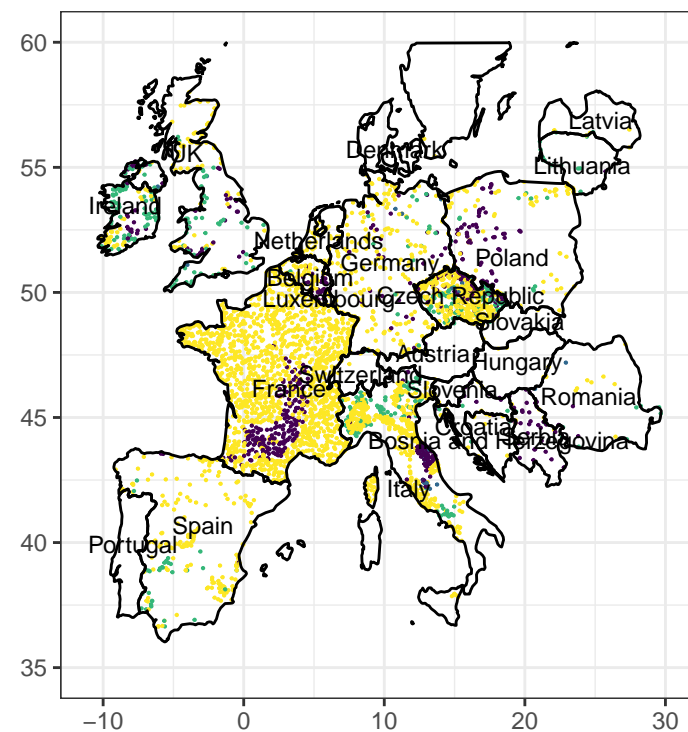 60
55
50
45
40
35
Latvia
UK
Denmark
Lithuania
Ireland
Netherlands
Germany
Poland
Belgium
Luxembourg
Czech Republic
Slovakia
Austria
Hungary
Switzerland
France
Slovenia
Romania
Croatia
Bosnia and Herzegovina
Italy
Spain
Portugal
−10
0
10
20
30